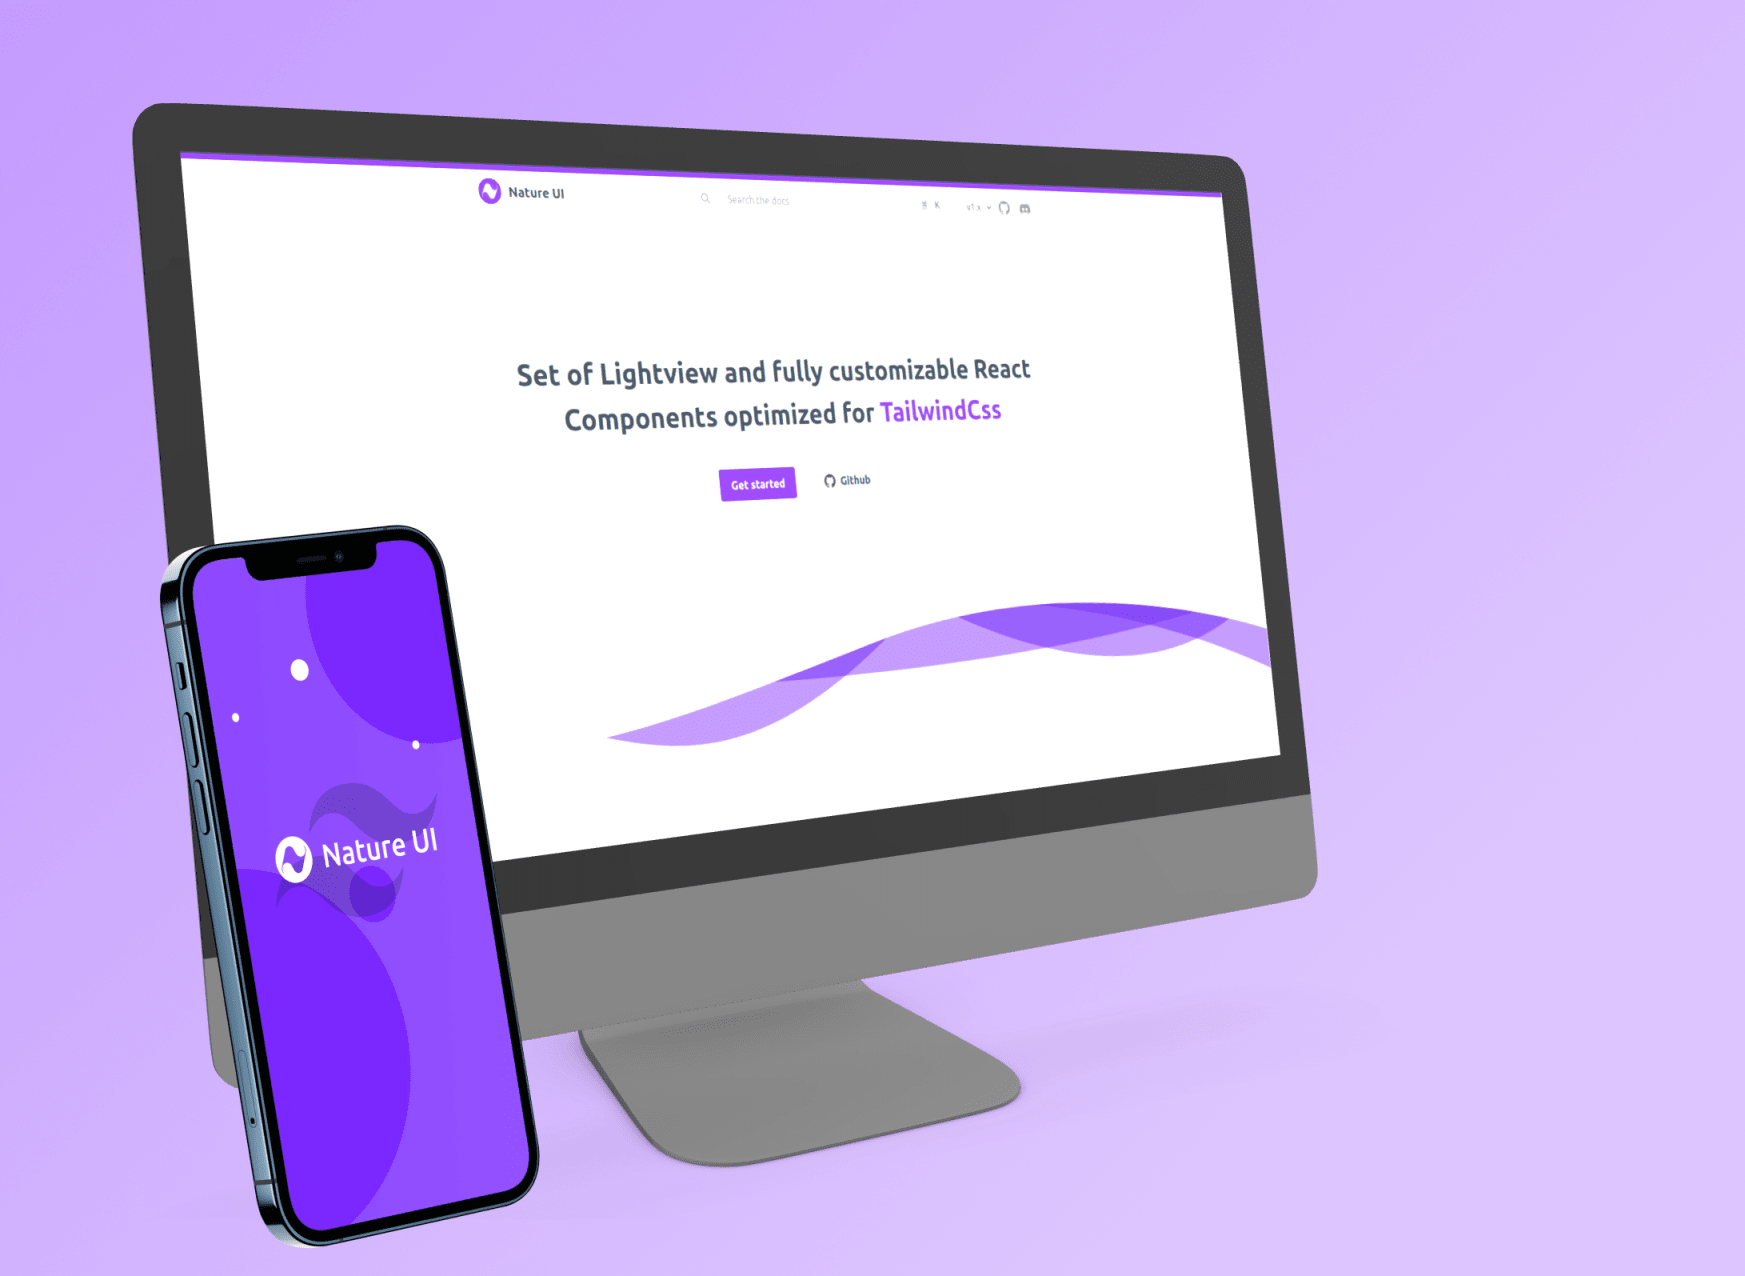 Nature UI
Search the docs
⌘ K
v1.x
Set of Lightview and fully customizable React
Components optimized for TailwindCss
Get started
Github
Nature UI